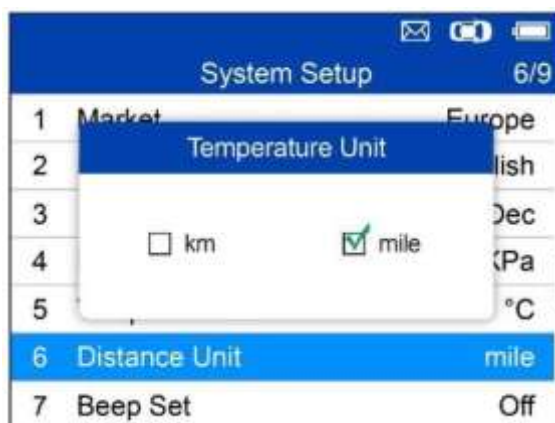 System Setup 6/9
1 Market Europe
Temperature Unit
2 lish
3 Dec
km mile
4 KPa
5 °C
6 Distance Unit mile
7 Beep Set Off